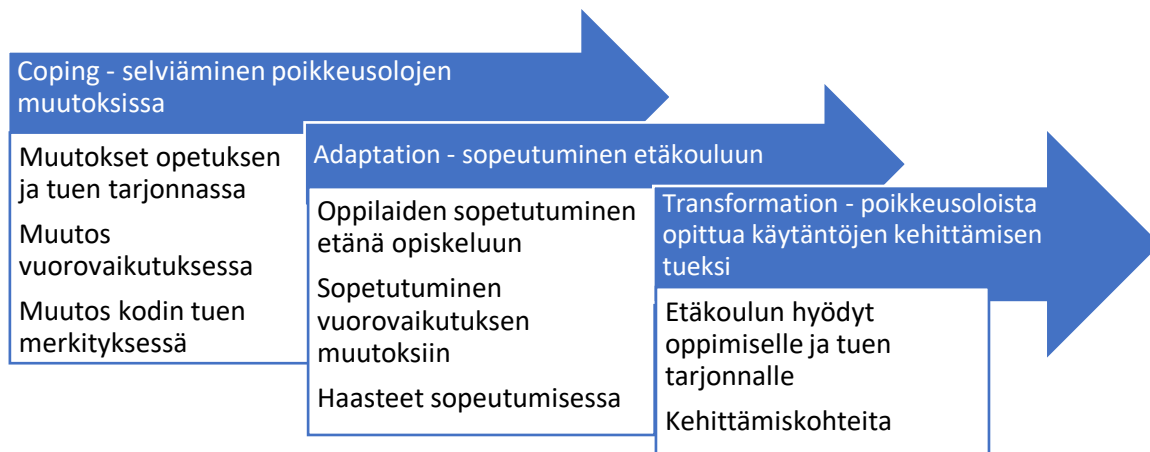 Coping - selviäminen poikkeusolojen
muutoksissa
Muutokset opetuksen
ja tuen tarjonnassa
Muutos
vuorovaikutuksessa
Muutos kodin tuen
merkityksessä
Adaptation - sopeutuminen etäkouluun
Oppilaiden sopetutuminen
etänä opiskeluun
Sopetutuminen
vuorovaikutuksen
muutoksiin
Haasteet sopeutumisessa
Transformation - poikkeusoloista
opittua käytäntöjen kehittämisen
tueksi
Etäkoulun hyödyt
oppimiselle ja tuen
tarjonnalle
Kehittämiskohteita